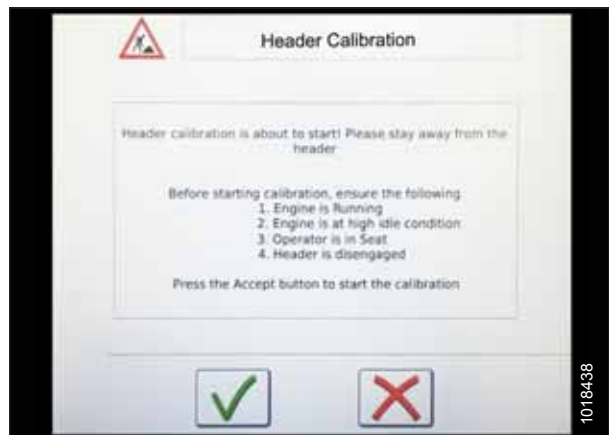 Header Calibration
Header calibration is about to start! Please stay away from the
header
Before starting calibration, ensure the following
1. Engine is Running
2. Engine is at high idle condition
3. Operator is in Seat
4. Header is disengaged
Press the Accept button to start the calibration
1018438